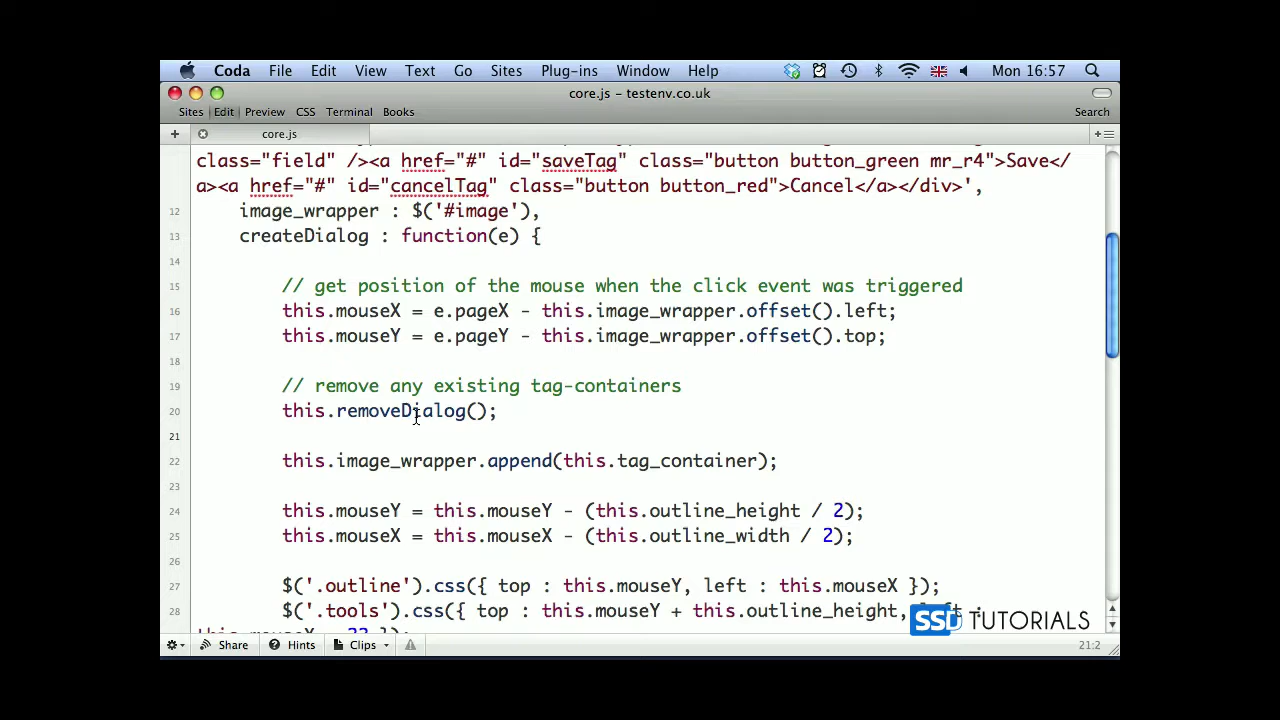 Coda File Edit View Text Go Sites Plug-ins Window Help Mon 16:57
core.js – testenv.co.uk
Sites Edit Preview CSS Terminal Books Search
core.js
class="field" /><a href="#" id="saveTag" class="button button_green mr_r4">Save</
a><a href="#" id="cancelTag" class="button button_red">Cancel</a></div>',
12 image_wrapper : $('#image'),
13 createDialog : function(e) {
14
15 // get position of the mouse when the click event was triggered
16 this.mouseX = e.pageX - this.image_wrapper.offset().left;
17 this.mouseY = e.pageY - this.image_wrapper.offset().top;
18
19 // remove any existing tag-containers
20 this.removeDialog();
21
22 this.image_wrapper.append(this.tag_container);
23
24 this.mouseY = this.mouseY - (this.outline_height / 2);
25 this.mouseX = this.mouseX - (this.outline_width / 2);
26
27 $('.outline').css({ top : this.mouseY, left : this.mouseX });
28 $('.tools').css({ top : this.mouseY + this.outline_height, left :
SSD TUTORIALS
Share Hints Clips 21:2